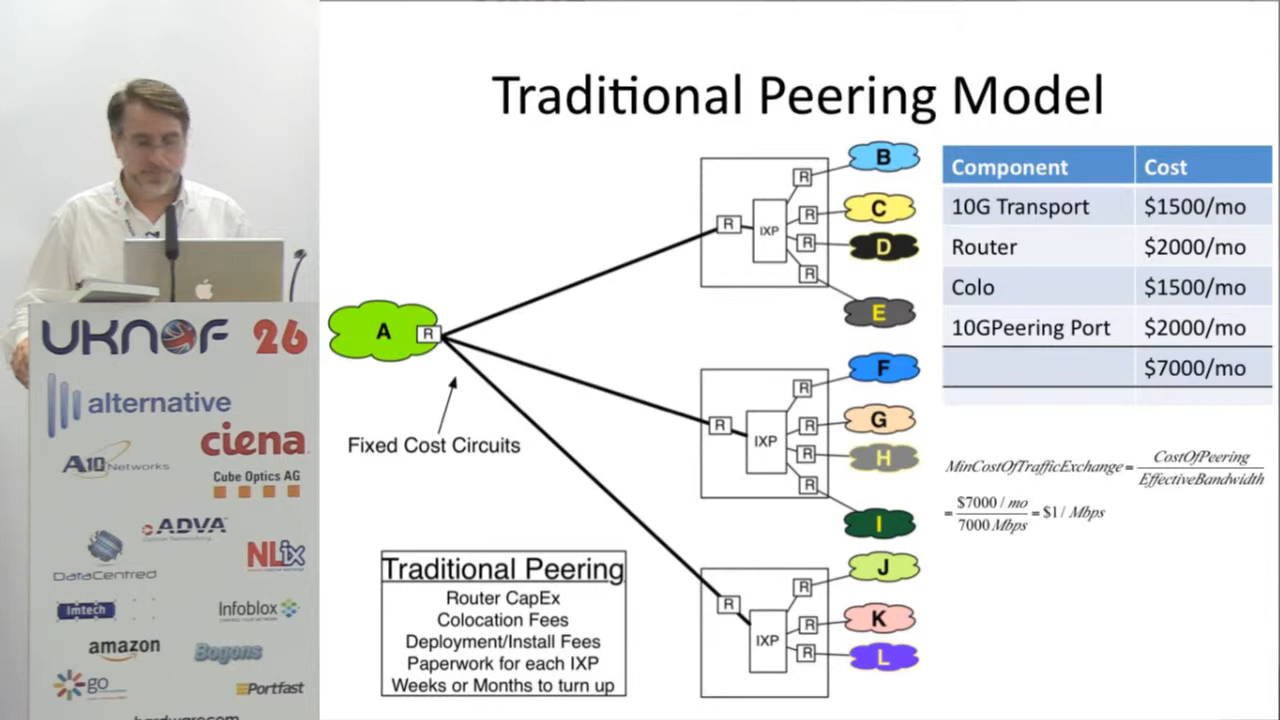 Traditional Peering Model
A
R
Fixed Cost Circuits
R
IXP
R
R
R
R
B
C
D
E
R
IXP
R
R
R
R
F
G
H
I
R
IXP
R
R
R
J
K
L
Component Cost
10G Transport $1500/mo
Router $2000/mo
Colo $1500/mo
10GPeering Port $2000/mo
$7000/mo
MinCostOfTrafficExchange = CostOfPeering / EffectiveBandwidth
= $7000 / mo / 7000 Mbps = $1 / Mbps
Traditional Peering
Router CapEx
Colocation Fees
Deployment/Install Fees
Paperwork for each IXP
Weeks or Months to turn up
UKNOF 26
alternative
ciena
A10 Networks
Cube Optics AG
ADVA
Optical Networking
DataCentred
NLix
Imtech
Infoblox
amazon
Bogons
go
Portfast